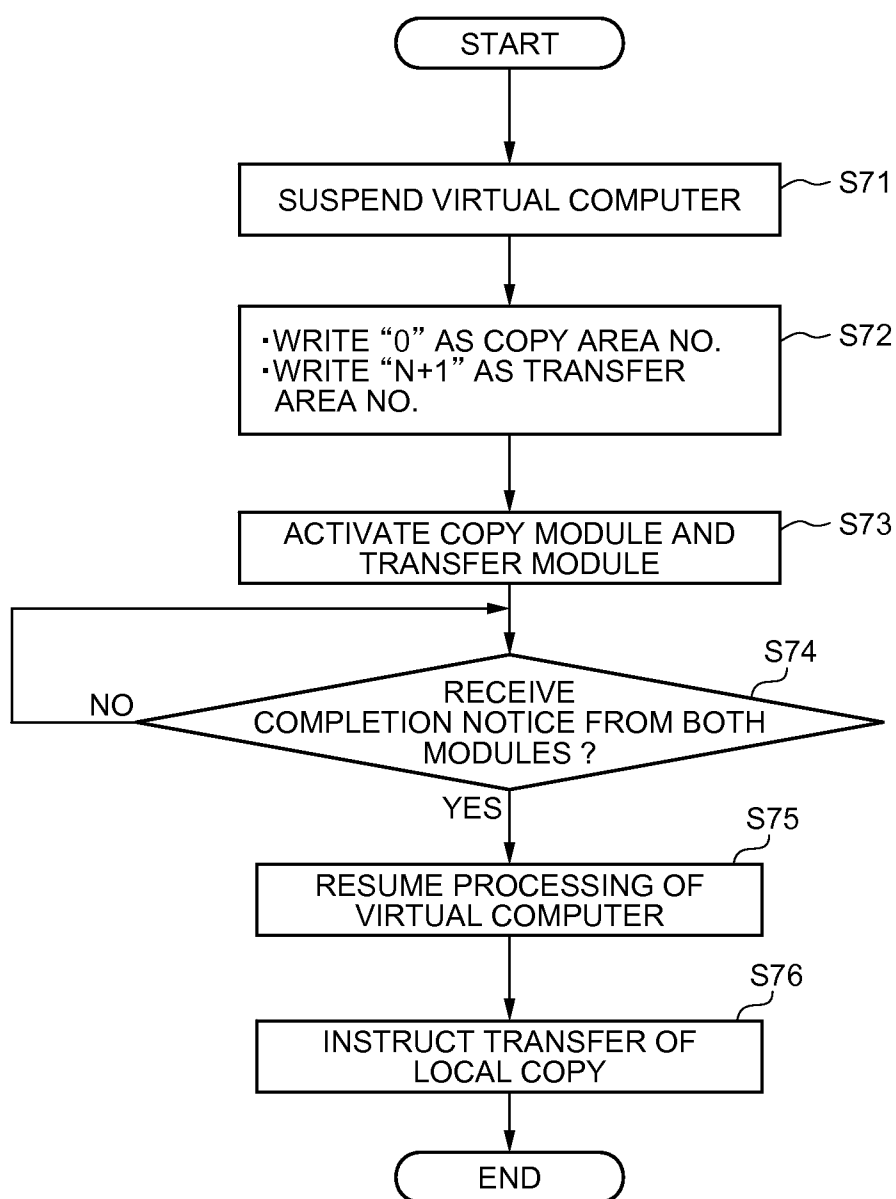 START
SUSPEND VIRTUAL COMPUTER
S71
・WRITE “0” AS COPY AREA NO.
・WRITE “N+1” AS TRANSFER
AREA NO.
S72
ACTIVATE COPY MODULE AND
TRANSFER MODULE
S73
S74
RECEIVE
COMPLETION NOTICE FROM BOTH
MODULES ?
NO
YES
S75
RESUME PROCESSING OF
VIRTUAL COMPUTER
S76
INSTRUCT TRANSFER OF
LOCAL COPY
END